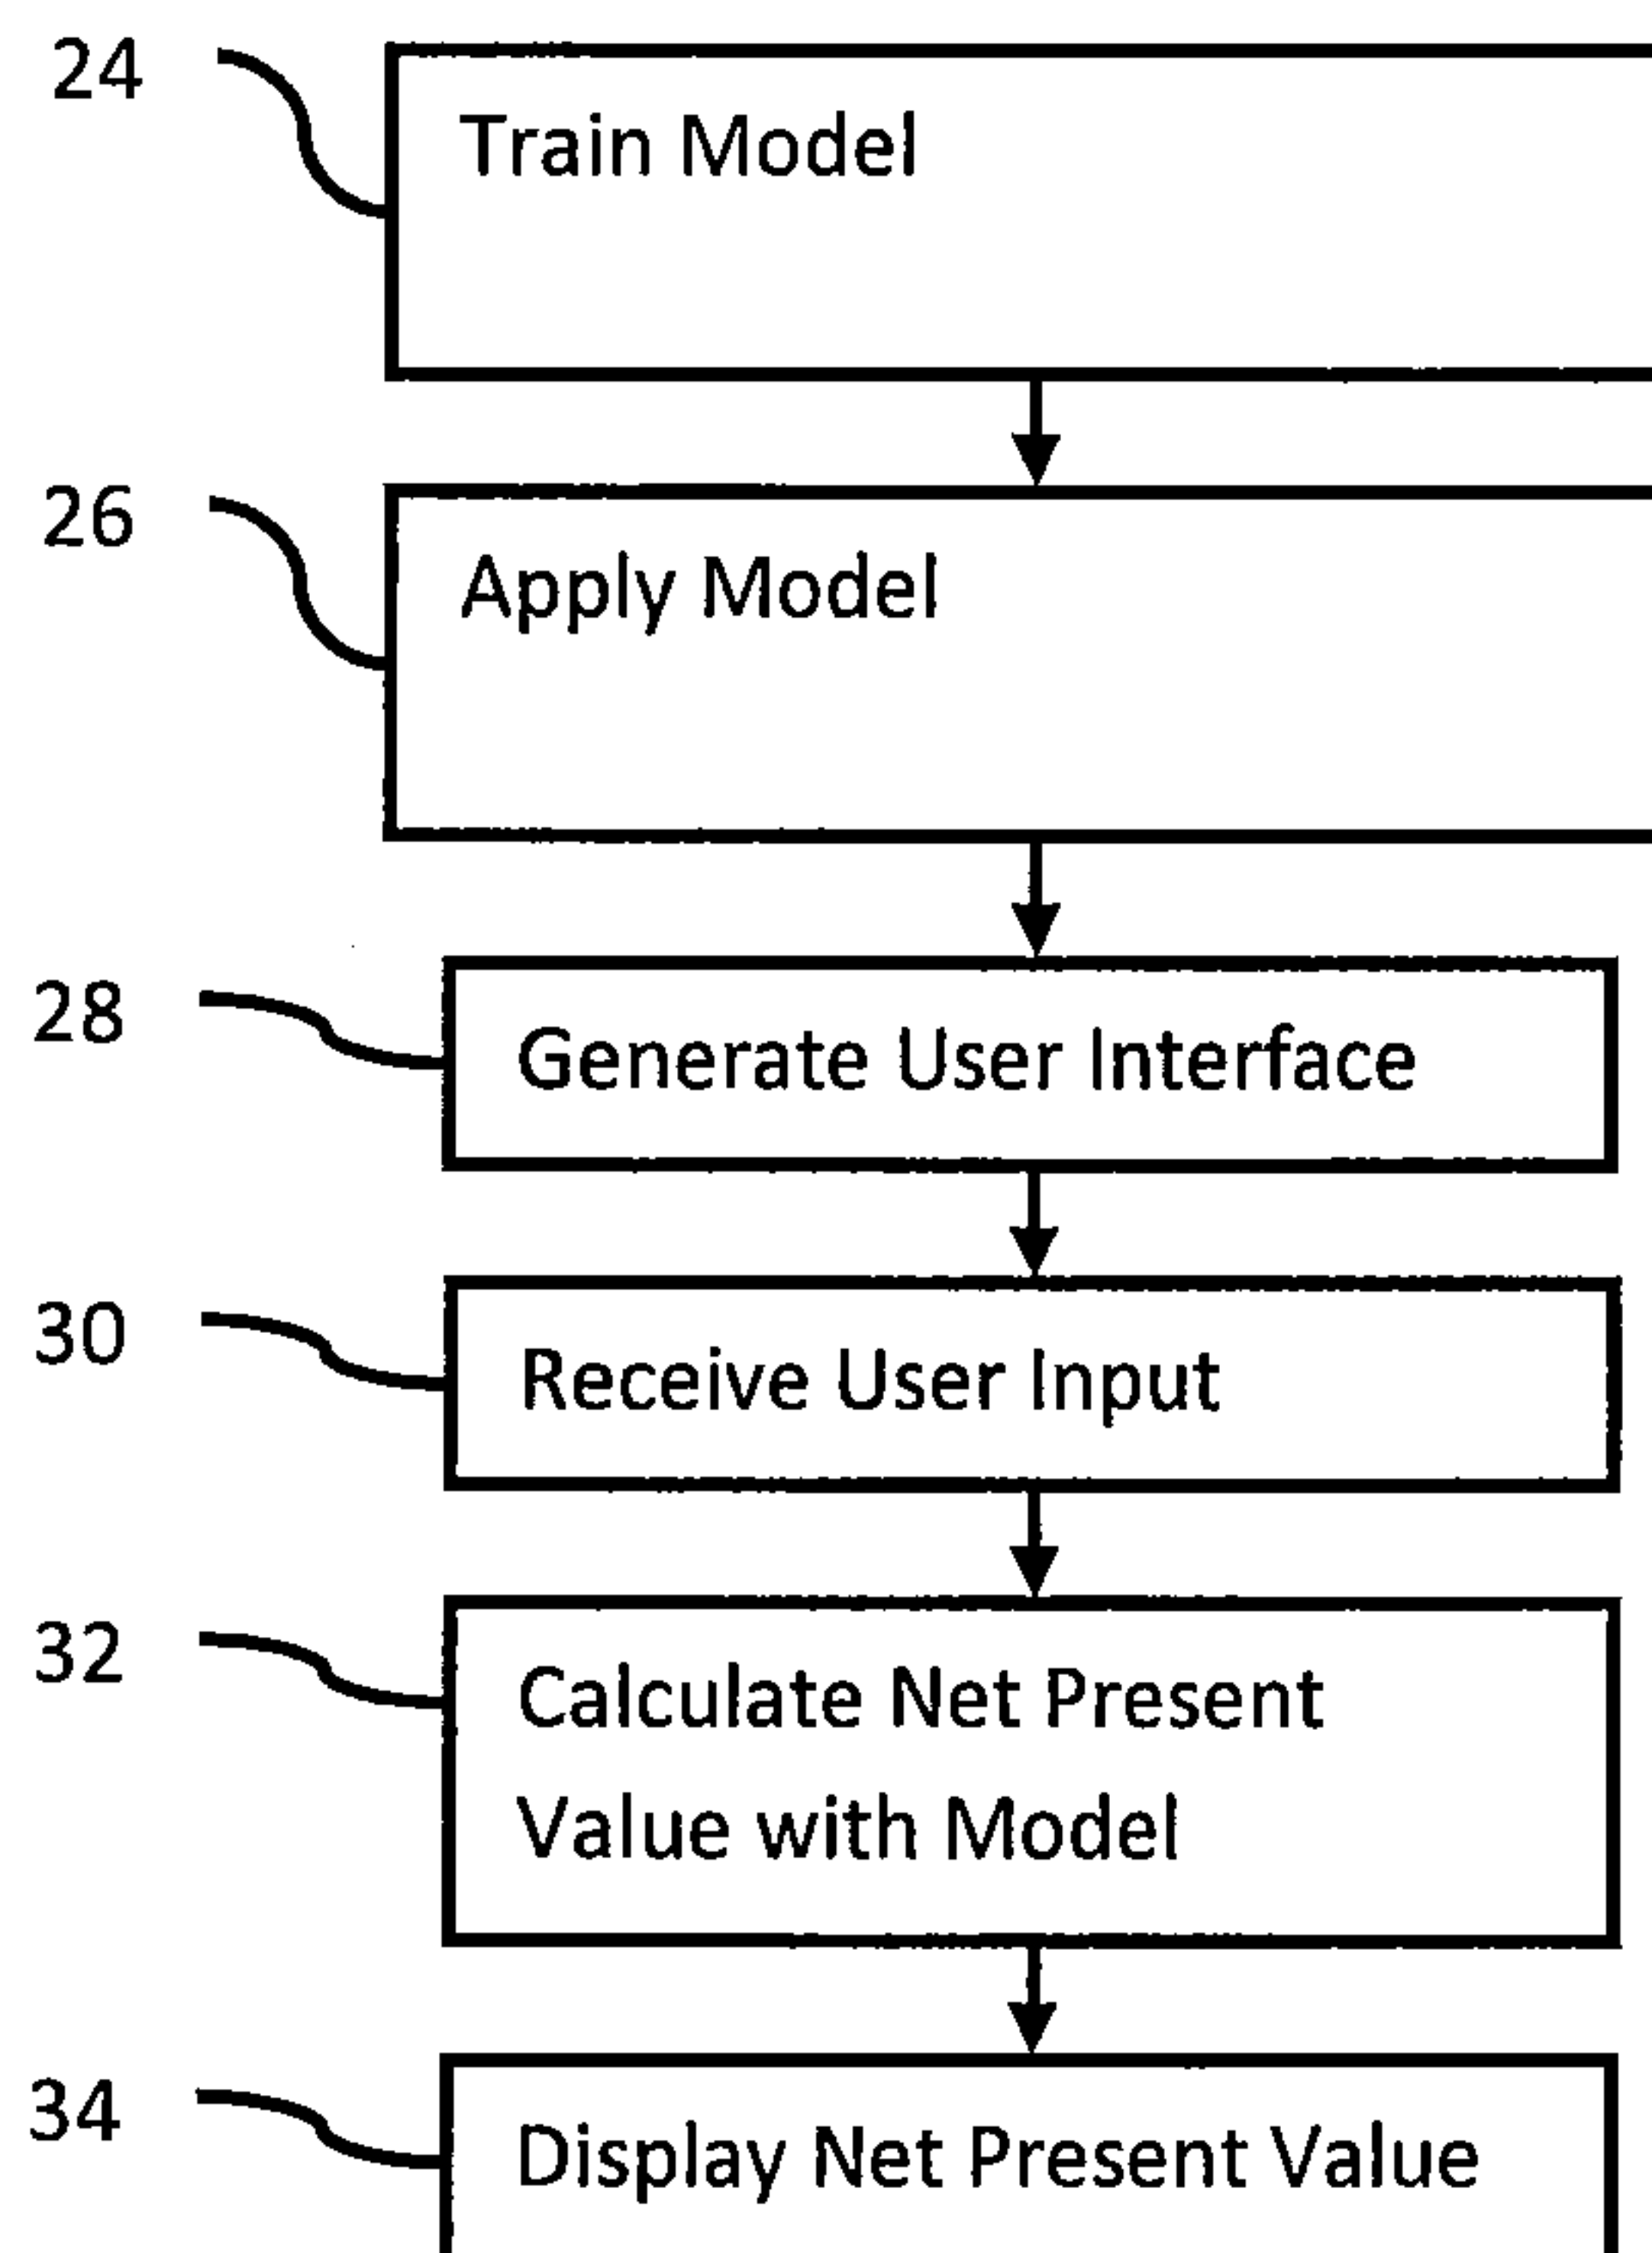 24
Train Model
26
Apply Model
28
Generate User Interface
30
Receive User Input
32
Calculate Net Present
Value with Model
34
Display Net Present Value